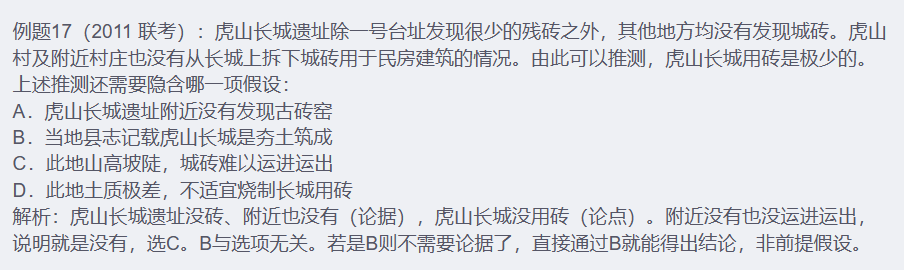 例题17（2011 联考）：虎山长城遗址除一号台址发现很少的残砖之外，其他地方均没有发现城砖。虎山
村及附近村庄也没有从长城上拆下城砖用于民房建筑的情况。由此可以推测，虎山长城用砖是极少的。
上述推测还需要隐含哪一项假设：
A．虎山长城遗址附近没有发现古砖窑
B．当地县志记载虎山长城是夯土筑成
C．此地山高坡陡，城砖难以运进运出
D．此地土质极差，不适宜烧制长城用砖
解析：虎山长城遗址没砖、附近也没有（论据），虎山长城没用砖（论点）。附近没有也没运进运出，
说明就是没有，选C。B与选项无关。若是B则不需要论据了，直接通过B就能得出结论，非前提假设。